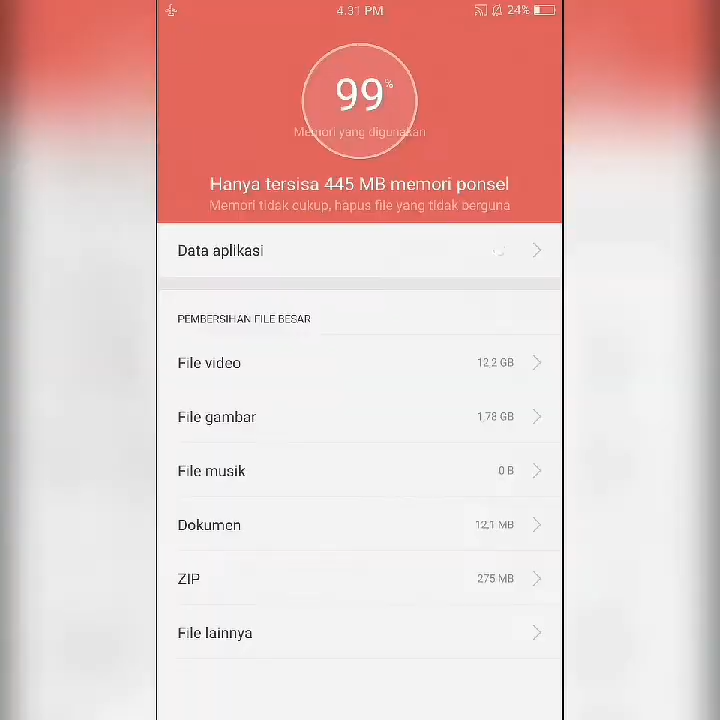 4.31 PM
24%
99%
Memori yang digunakan
Hanya tersisa 445 MB memori ponsel
Memori tidak cukup, hapus file yang tidak berguna
Data aplikasi
PEMBERSIHAN FILE BESAR
File video 12,2 GB
File gambar 1,78 GB
File musik 0 B
Dokumen 12,1 MB
ZIP 275 MB
File lainnya